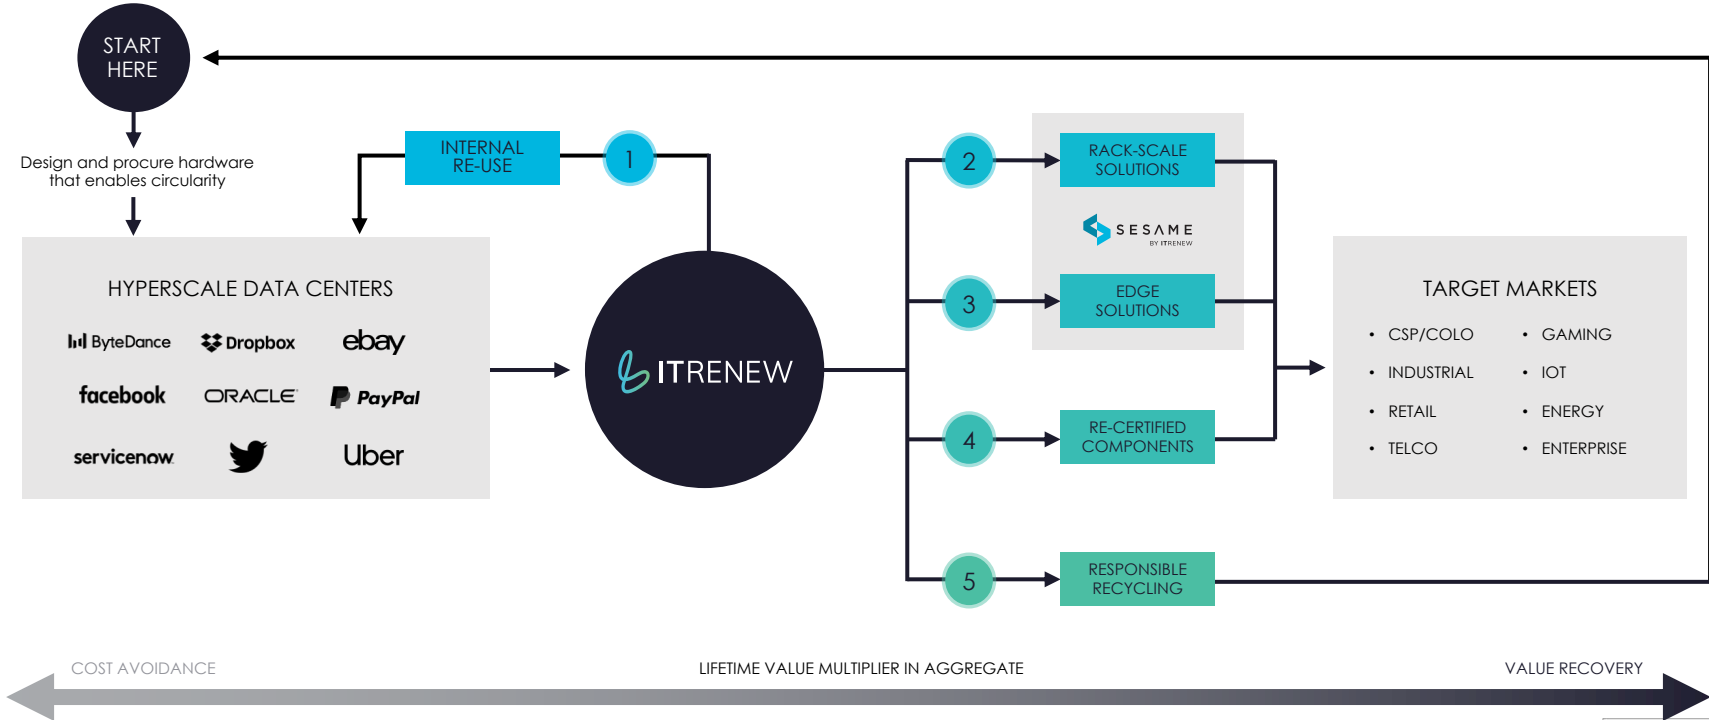 START
HERE
Design and procure hardware
that enables circularity
INTERNAL
RE-USE
1
HYPERSCALE DATA CENTERS
ByteDance
Dropbox
ebay
facebook
ORACLE
PayPal
servicenow
Uber
ITRENEW
2
RACK-SCALE
SOLUTIONS
SESAME
BY ITRENEW
3
EDGE
SOLUTIONS
4
RE-CERTIFIED
COMPONENTS
5
RESPONSIBLE
RECYCLING
TARGET MARKETS
• CSP/COLO
• GAMING
• INDUSTRIAL
• IOT
• RETAIL
• ENERGY
• TELCO
• ENTERPRISE
COST AVOIDANCE
LIFETIME VALUE MULTIPLIER IN AGGREGATE
VALUE RECOVERY